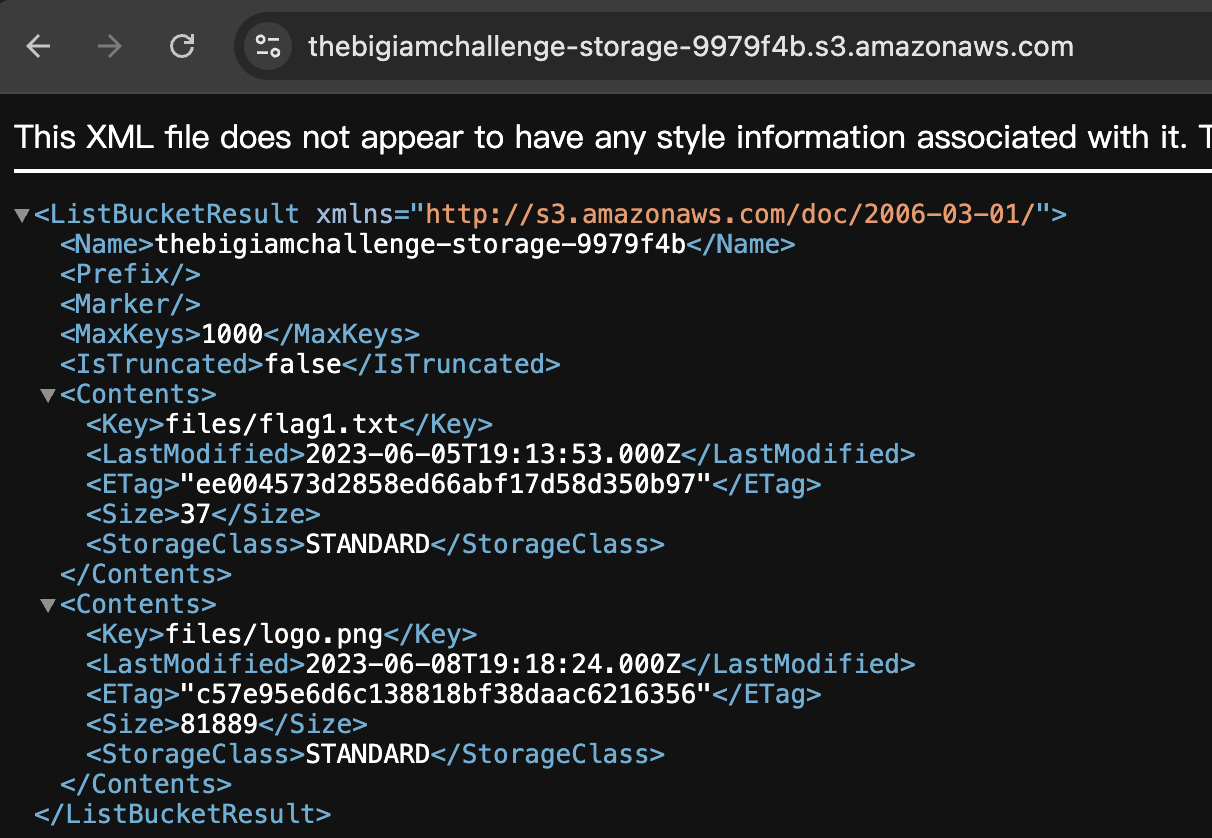 thebigiamchallenge-storage-9979f4b.s3.amazonaws.com
This XML file does not appear to have any style information associated with it. T
▼<ListBucketResult xmlns="http://s3.amazonaws.com/doc/2006-03-01/">
<Name>thebigiamchallenge-storage-9979f4b</Name>
<Prefix/>
<Marker/>
<MaxKeys>1000</MaxKeys>
<IsTruncated>false</IsTruncated>
▼<Contents>
<Key>files/flag1.txt</Key>
<LastModified>2023-06-05T19:13:53.000Z</LastModified>
<ETag>"ee004573d2858ed66abf17d58d350b97"</ETag>
<Size>37</Size>
<StorageClass>STANDARD</StorageClass>
</Contents>
▼<Contents>
<Key>files/logo.png</Key>
<LastModified>2023-06-08T19:18:24.000Z</LastModified>
<ETag>"c57e95e6d6c138818bf38daac6216356"</ETag>
<Size>81889</Size>
<StorageClass>STANDARD</StorageClass>
</Contents>
</ListBucketResult>